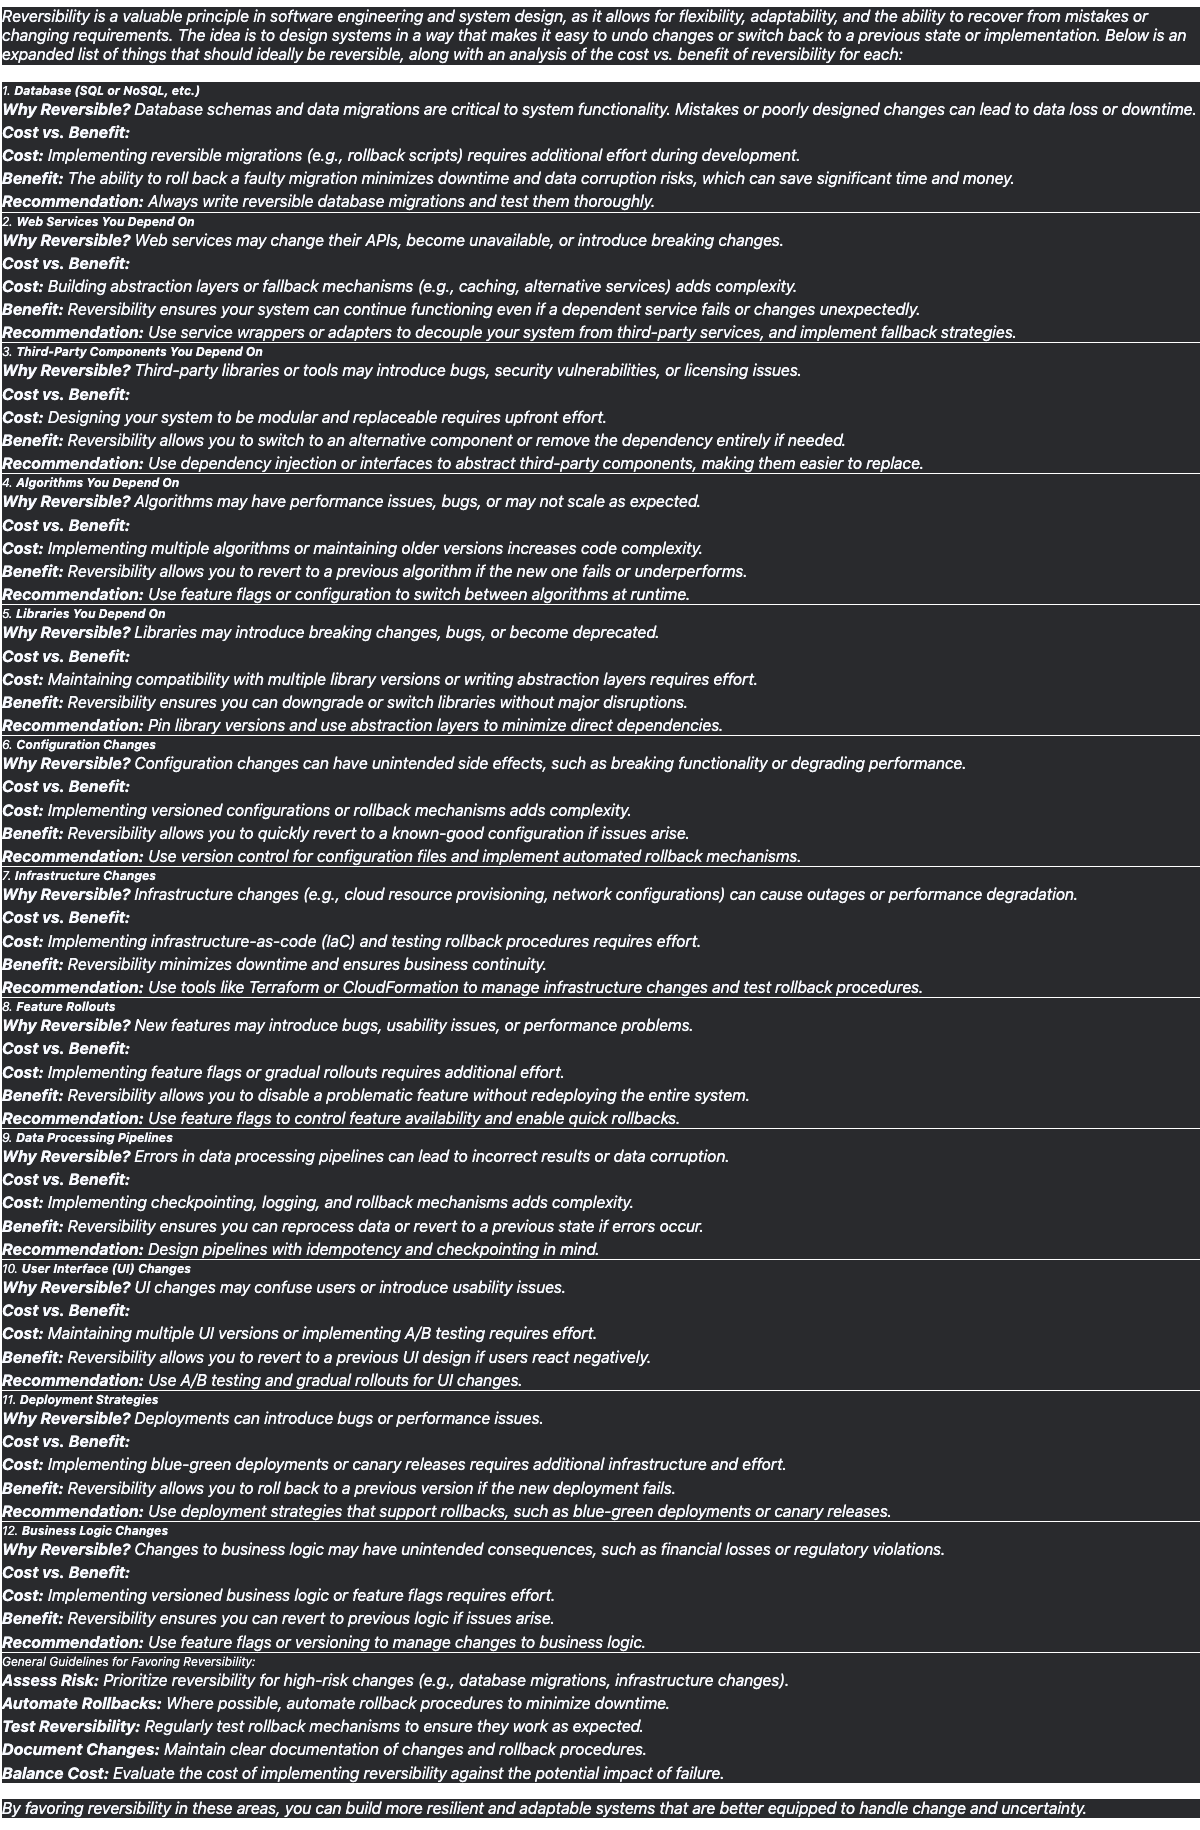 Reversibility is a valuable principle in software engineering and system design, as it allows for flexibility, adaptability, and the ability to recover from mistakes or
changing requirements. The idea is to design systems in a way that makes it easy to undo changes or switch back to a previous state or implementation. Below is an
expanded list of things that should ideally be reversible, along with an analysis of the cost vs. benefit of reversibility for each:
1. Database (SQL or NoSQL, etc.)
Why Reversible? Database schemas and data migrations are critical to system functionality. Mistakes or poorly designed changes can lead to data loss or downtime.
Cost vs. Benefit:
Cost: Implementing reversible migrations (e.g., rollback scripts) requires additional effort during development.
Benefit: The ability to roll back a faulty migration minimizes downtime and data corruption risks, which can save significant time and money.
Recommendation: Always write reversible database migrations and test them thoroughly.
2. Web Services You Depend On
Why Reversible? Web services may change their APIs, become unavailable, or introduce breaking changes.
Cost vs. Benefit:
Cost: Building abstraction layers or fallback mechanisms (e.g., caching, alternative services) adds complexity.
Benefit: Reversibility ensures your system can continue functioning even if a dependent service fails or changes unexpectedly.
Recommendation: Use service wrappers or adapters to decouple your system from third-party services, and implement fallback strategies.
3. Third-Party Components You Depend On
Why Reversible? Third-party libraries or tools may introduce bugs, security vulnerabilities, or licensing issues.
Cost vs. Benefit:
Cost: Designing your system to be modular and replaceable requires upfront effort.
Benefit: Reversibility allows you to switch to an alternative component or remove the dependency entirely if needed.
Recommendation: Use dependency injection or interfaces to abstract third-party components, making them easier to replace.
4. Algorithms You Depend On
Why Reversible? Algorithms may have performance issues, bugs, or may not scale as expected.
Cost vs. Benefit:
Cost: Implementing multiple algorithms or maintaining older versions increases code complexity.
Benefit: Reversibility allows you to revert to a previous algorithm if the new one fails or underperforms.
Recommendation: Use feature flags or configuration to switch between algorithms at runtime.
5. Libraries You Depend On
Why Reversible? Libraries may introduce breaking changes, bugs, or become deprecated.
Cost vs. Benefit:
Cost: Maintaining compatibility with multiple library versions or writing abstraction layers requires effort.
Benefit: Reversibility ensures you can downgrade or switch libraries without major disruptions.
Recommendation: Pin library versions and use abstraction layers to minimize direct dependencies.
6. Configuration Changes
Why Reversible? Configuration changes can have unintended side effects, such as breaking functionality or degrading performance.
Cost vs. Benefit:
Cost: Implementing versioned configurations or rollback mechanisms adds complexity.
Benefit: Reversibility allows you to quickly revert to a known-good configuration if issues arise.
Recommendation: Use version control for configuration files and implement automated rollback mechanisms.
7. Infrastructure Changes
Why Reversible? Infrastructure changes (e.g., cloud resource provisioning, network configurations) can cause outages or performance degradation.
Cost vs. Benefit:
Cost: Implementing infrastructure-as-code (IaC) and testing rollback procedures requires effort.
Benefit: Reversibility minimizes downtime and ensures business continuity.
Recommendation: Use tools like Terraform or CloudFormation to manage infrastructure changes and test rollback procedures.
8. Feature Rollouts
Why Reversible? New features may introduce bugs, usability issues, or performance problems.
Cost vs. Benefit:
Cost: Implementing feature flags or gradual rollouts requires additional effort.
Benefit: Reversibility allows you to disable a problematic feature without redeploying the entire system.
Recommendation: Use feature flags to control feature availability and enable quick rollbacks.
9. Data Processing Pipelines
Why Reversible? Errors in data processing pipelines can lead to incorrect results or data corruption.
Cost vs. Benefit:
Cost: Implementing checkpointing, logging, and rollback mechanisms adds complexity.
Benefit: Reversibility ensures you can reprocess data or revert to a previous state if errors occur.
Recommendation: Design pipelines with idempotency and checkpointing in mind.
10. User Interface (UI) Changes
Why Reversible? UI changes may confuse users or introduce usability issues.
Cost vs. Benefit:
Cost: Maintaining multiple UI versions or implementing A/B testing requires effort.
Benefit: Reversibility allows you to revert to a previous UI design if users react negatively.
Recommendation: Use A/B testing and gradual rollouts for UI changes.
11. Deployment Strategies
Why Reversible? Deployments can introduce bugs or performance issues.
Cost vs. Benefit:
Cost: Implementing blue-green deployments or canary releases requires additional infrastructure and effort.
Benefit: Reversibility allows you to roll back to a previous version if the new deployment fails.
Recommendation: Use deployment strategies that support rollbacks, such as blue-green deployments or canary releases.
12. Business Logic Changes
Why Reversible? Changes to business logic may have unintended consequences, such as financial losses or regulatory violations.
Cost vs. Benefit:
Cost: Implementing versioned business logic or feature flags requires effort.
Benefit: Reversibility ensures you can revert to previous logic if issues arise.
Recommendation: Use feature flags or versioning to manage changes to business logic.
General Guidelines for Favoring Reversibility:
Assess Risk: Prioritize reversibility for high-risk changes (e.g., database migrations, infrastructure changes).
Automate Rollbacks: Where possible, automate rollback procedures to minimize downtime.
Test Reversibility: Regularly test rollback mechanisms to ensure they work as expected.
Document Changes: Maintain clear documentation of changes and rollback procedures.
Balance Cost: Evaluate the cost of implementing reversibility against the potential impact of failure.
By favoring reversibility in these areas, you can build more resilient and adaptable systems that are better equipped to handle change and uncertainty.